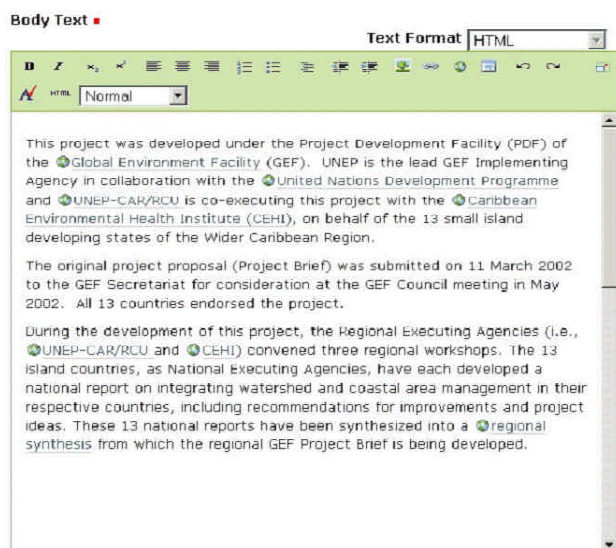 Body Text
Text Format HTML
B I x₂ x²
HTML Normal
This project was developed under the Project Development Facility (PDF) of
the Global Environment Facility (GEF). UNEP is the lead GEF Implementing
Agency in collaboration with the United Nations Development Programme
and UNEP-CAR/RCU is co-executing this project with the Caribbean
Environmental Health Institute (CEHI), on behalf of the 13 small island
developing states of the Wider Caribbean Region.
The original project proposal (Project Brief) was submitted on 11 March 2002
to the GEF Secretariat for consideration at the GEF Council meeting in May
2002. All 13 countries endorsed the project.
During the development of this project, the Regional Executing Agencies (i.e.,
UNEP-CAR/RCU and CEHI) convened three regional workshops. The 13
island countries, as National Executing Agencies, have each developed a
national report on integrating watershed and coastal area management in their
respective countries, including recommendations for improvements and project
ideas. These 13 national reports have been synthesized into a regional
synthesis from which the regional GEF Project Brief is being developed.